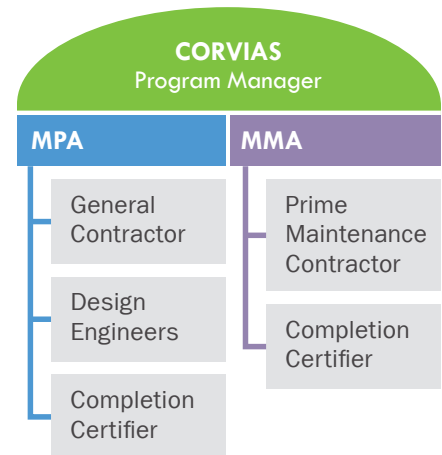 CORVIAS
Program Manager
MPA
General
Contractor
Design
Engineers
Completion
Certifier
MMA
Prime
Maintenance
Contractor
Completion
Certifier